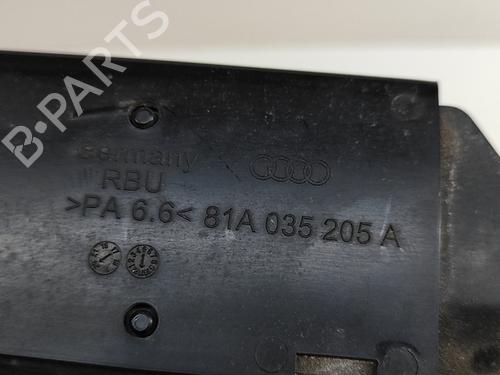 B-PARTS
Germany
RBU
>PA 6.6< 81A 035 205 A